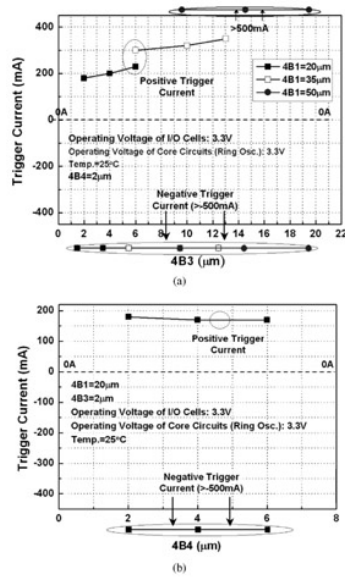 >500mA
400
200
0
-200
-400
Trigger Current (mA)
4B1=20μm
4B1=35μm
4B1=50μm
Positive Trigger
Current
0A
0A
Operating Voltage of I/O Cells: 3.3V
Operating Voltage of Core Circuits (Ring Osc.): 3.3V
Temp.=25°C
4B4=2μm
Negative Trigger
Current (>-500mA)
0 2 4 6 8 10 12 14 16 18 20 22
4B3 (μm)
(a)
200
100
0
-100
-200
-300
-400
Trigger Current (mA)
Positive Trigger
Current
0A
0A
4B1=20μm
4B3=2μm
Operating Voltage of I/O Cells: 3.3V
Operating Voltage of Core Circuits (Ring Osc.): 3.3V
Temp.=25°C
Negative Trigger
Current (>-500mA)
0 2 4 6 8
4B4 (μm)
(b)